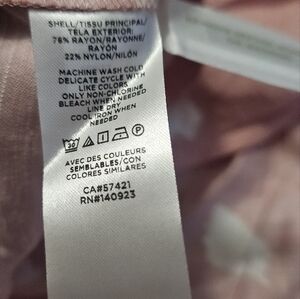 SHELL/TISSU PRINCIPAL/
TELA EXTERIOR:
78% RAYON/RAYONNE/
RAYÓN
22% NYLON/NILÓN
MACHINE WASH COLD
DELICATE CYCLE WITH
LIKE COLORS
ONLY NON-CHLORINE
BLEACH WHEN NEEDED
LINE DRY
COOL IRON WHEN
NEEDED
30
AVEC DES COULEURS
SEMBLABLES/CON
COLORES SIMILARES
CA#57421
RN#140923